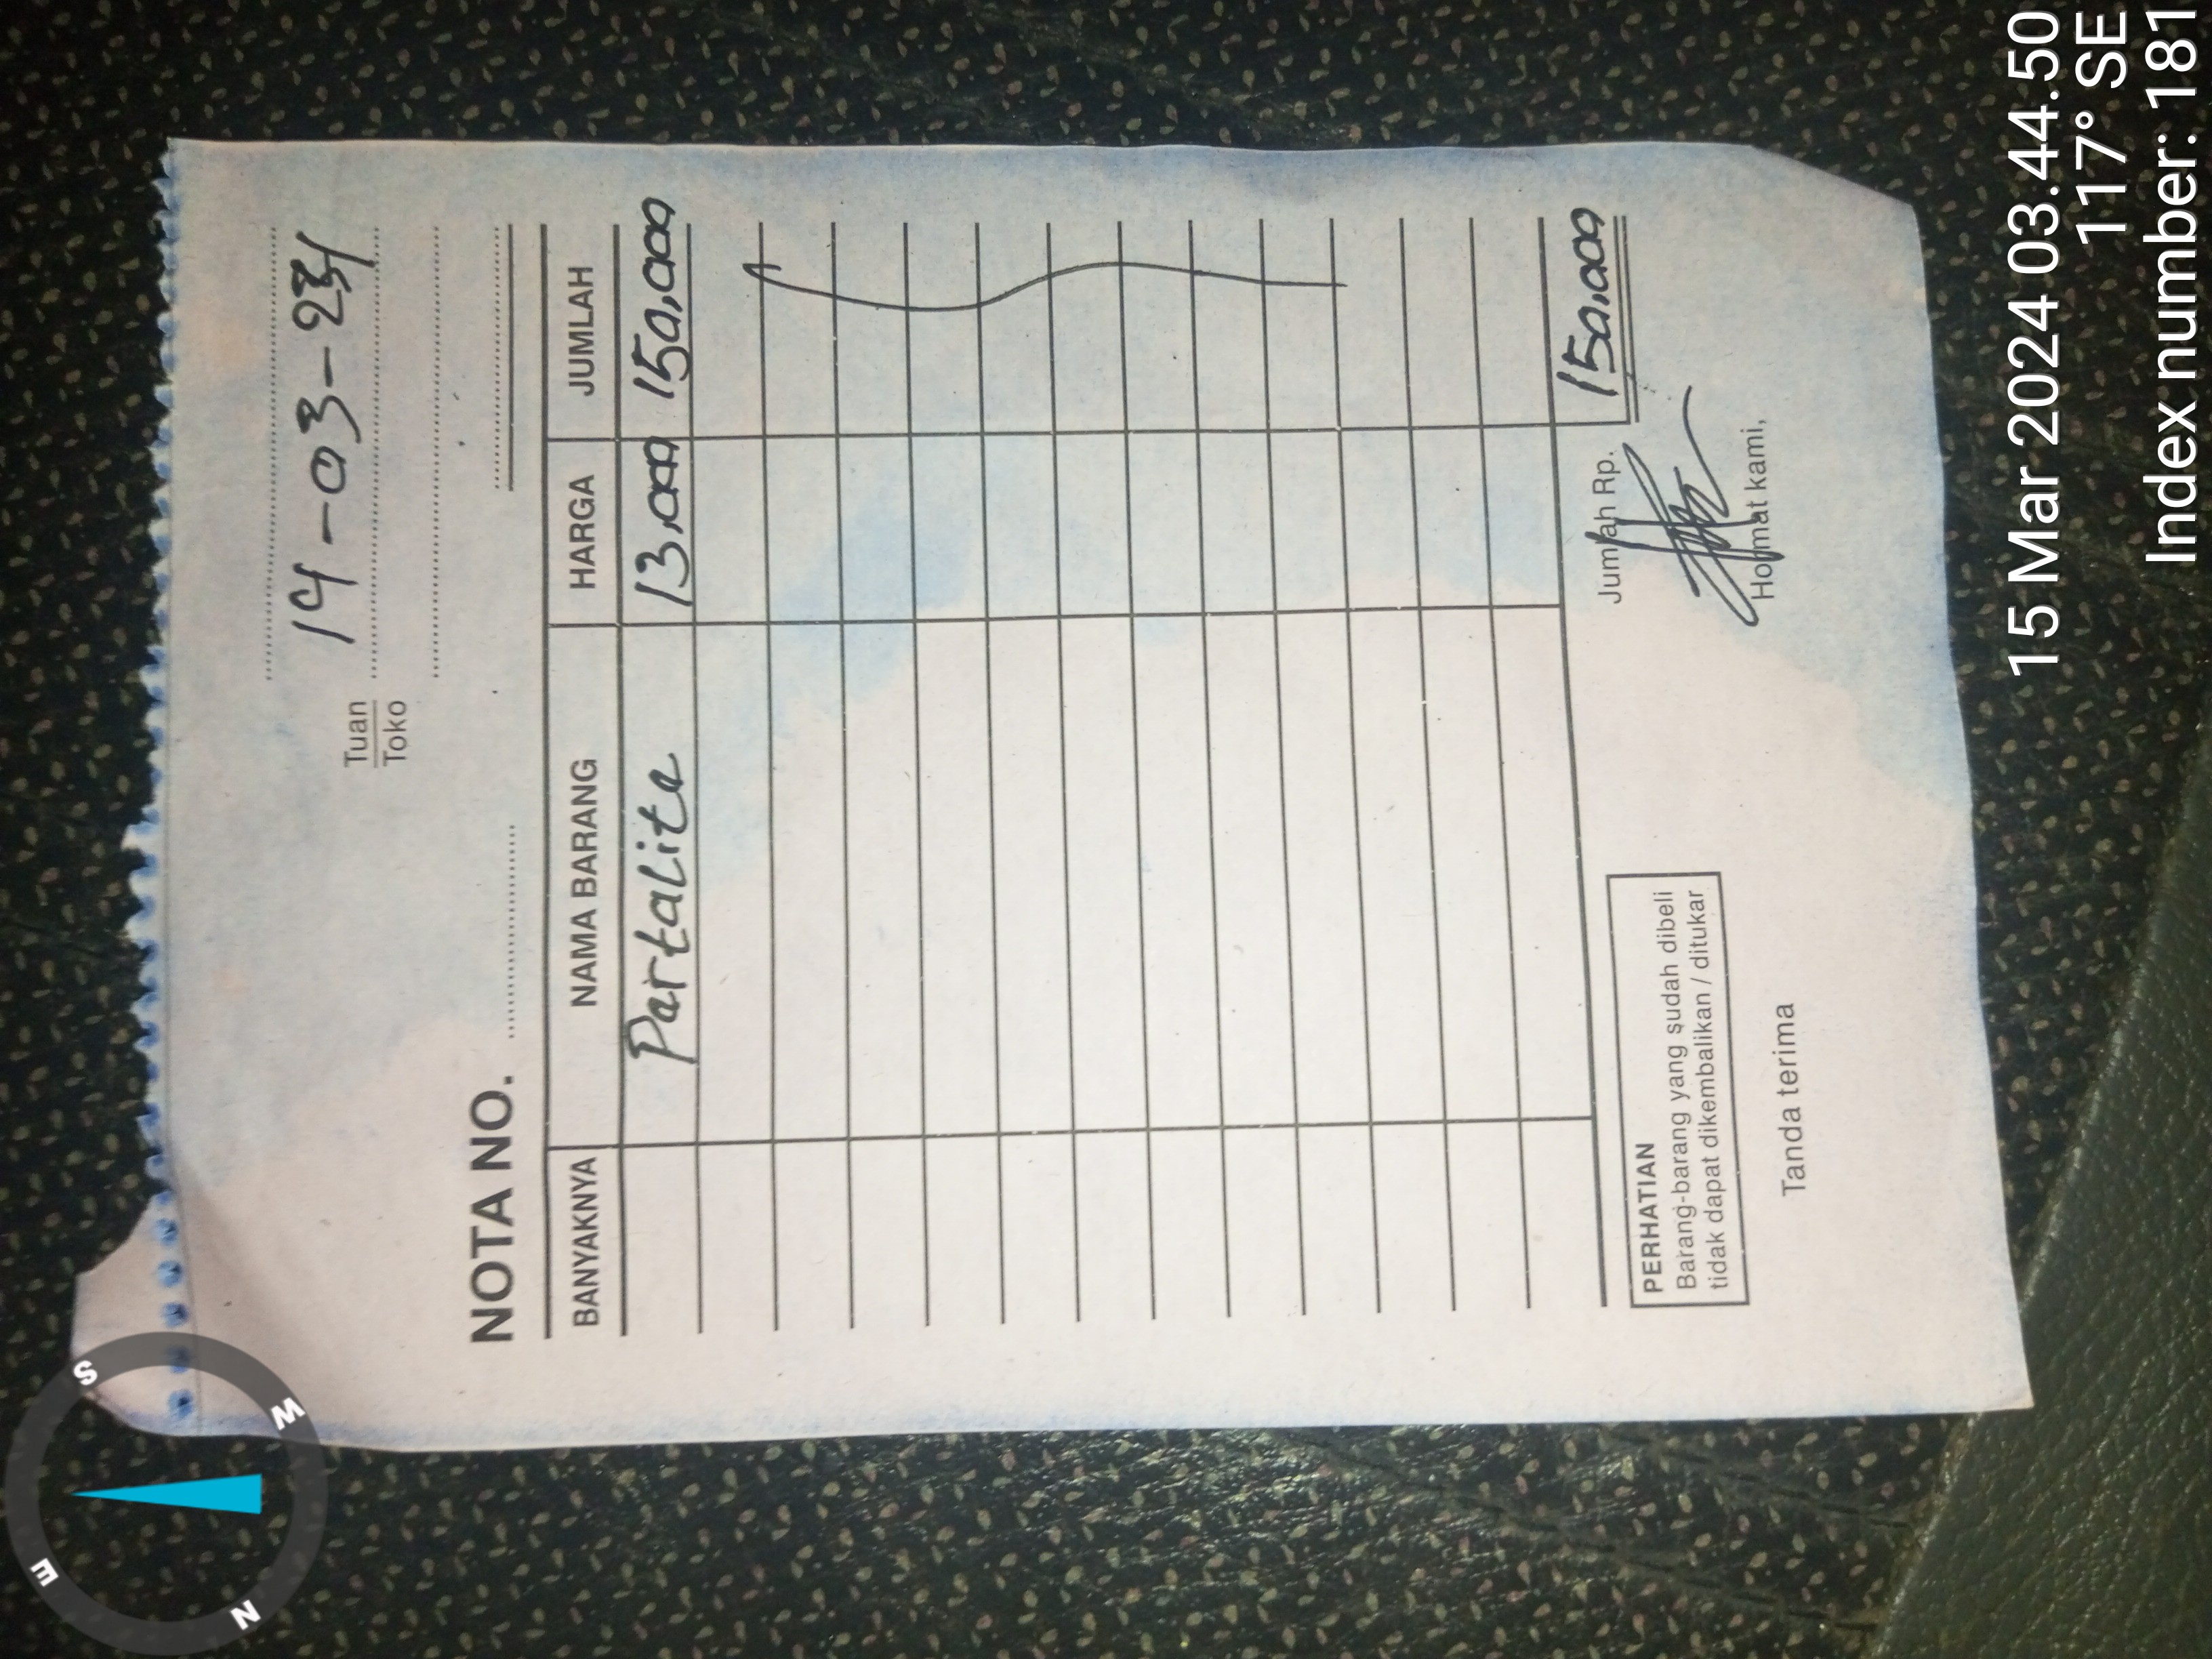 14-03-23/
Tuan
Toko
NOTA NO.
BANYAKNYA NAMA BARANG HARGA JUMLAH
Partalite 13,000 150,000
Jumlah Rp. 150,000
PERHATIAN
Barang-barang yang sudah dibeli
tidak dapat dikembalikan / ditukar
Tanda terima Hormat kami,
15 Mar 2024 03.44.50
117° SE
Index number: 181
S
W
E
N